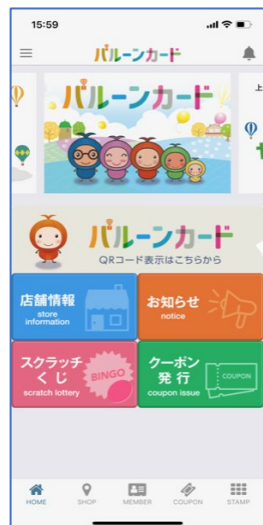 15:59
バルーンカード
バルーンカード
上
バルーンカード
QRコード表示はこちらから
店舗情報
store
information
お知らせ
notice
スクラッチ
くじ
scratch lottery
BINGO
クーポン
発行
coupon issue
COUPON
HOME
SHOP
MEMBER
COUPON
STAMP